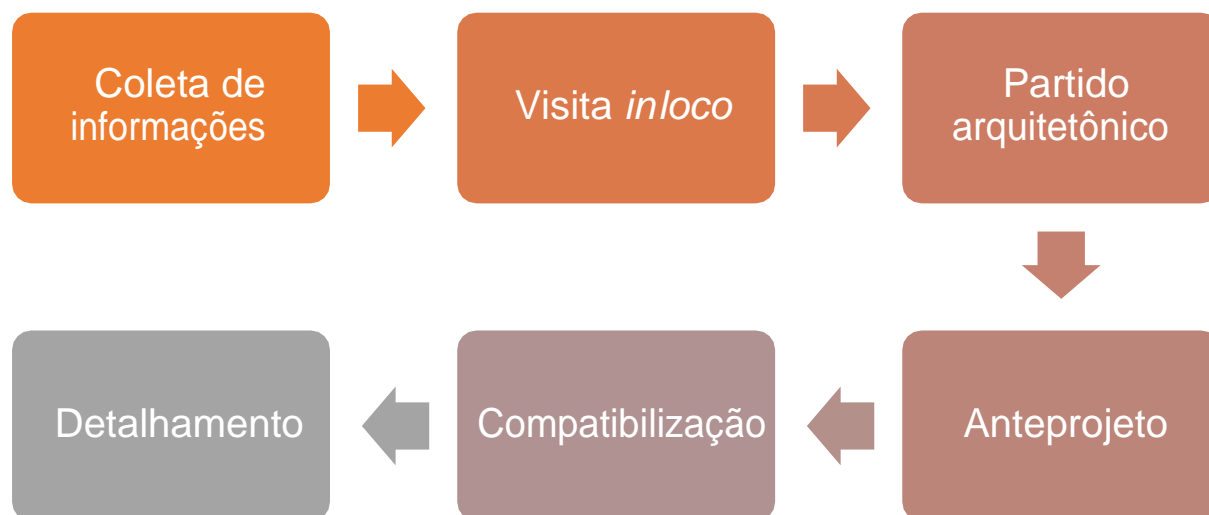 Coleta de
informações
Visita inloco
Partido
arquitetônico
Anteprojeto
Compatibilização
Detalhamento